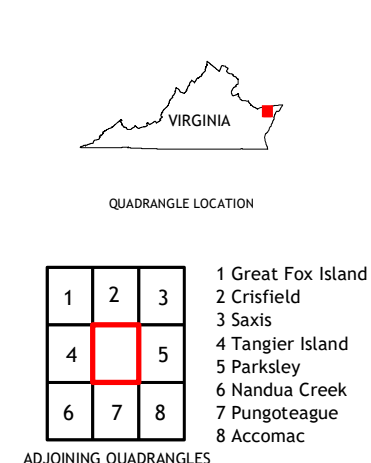 VIRGINIA
QUADRANGLE LOCATION
1 2 3
4 5
6 7 8
1 Great Fox Island
2 Crisfield
3 Saxis
4 Tangier Island
5 Parksley
6 Nandua Creek
7 Pungoteague
8 Accomac
ADJOINING QUADRANGLES